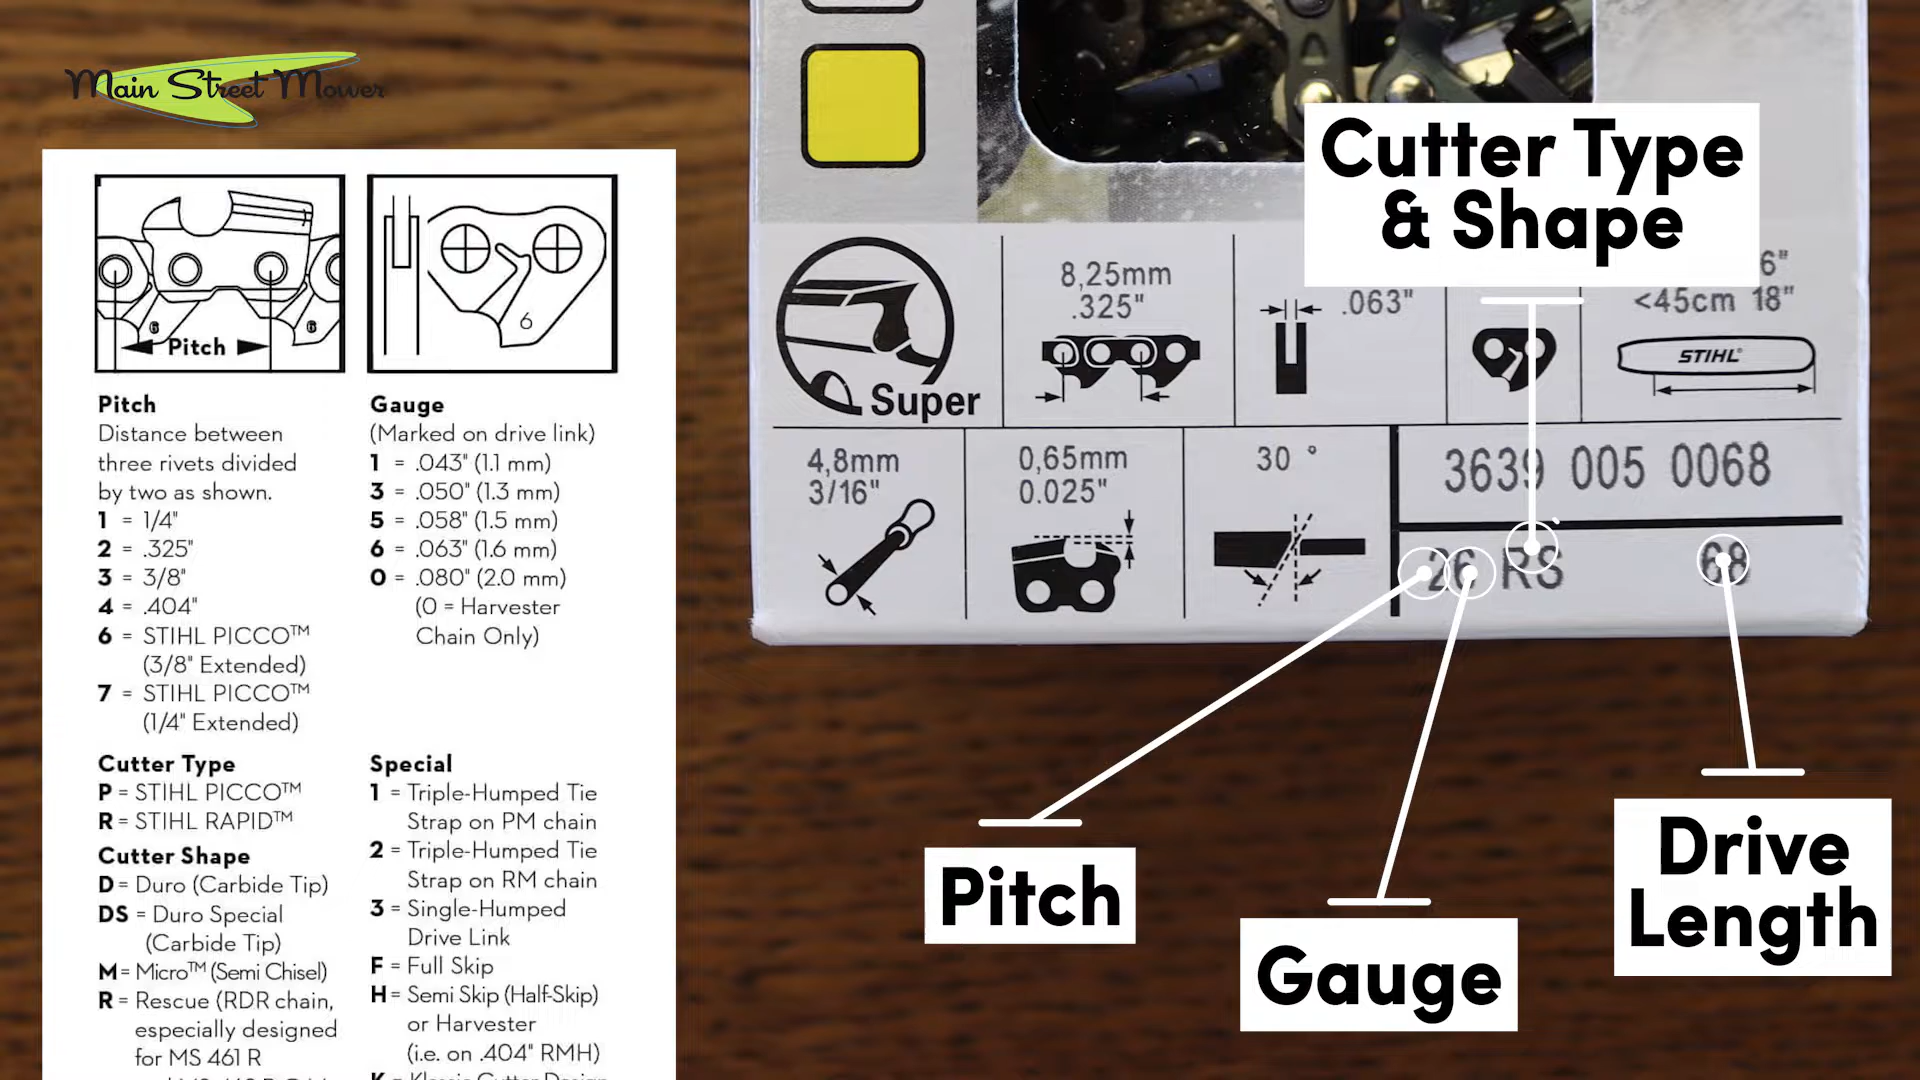 Main Street Mower
6
6
Pitch
6
Pitch
Distance between
three rivets divided
by two as shown.
1 = 1/4"
2 = .325"
3 = 3/8"
4 = .404"
6 = STIHL PICCO™
(3/8" Extended)
7 = STIHL PICCO™
(1/4" Extended)
Gauge
(Marked on drive link)
1 = .043" (1.1 mm)
3 = .050" (1.3 mm)
5 = .058" (1.5 mm)
6 = .063" (1.6 mm)
0 = .080" (2.0 mm)
(0 = Harvester
Chain Only)
Cutter Type
P = STIHL PICCO™
R = STIHL RAPID™
Cutter Shape
D = Duro (Carbide Tip)
DS = Duro Special
(Carbide Tip)
M = Micro™ (Semi Chisel)
R = Rescue (RDR chain,
especially designed
for MS 461 R
Special
1 = Triple-Humped Tie
Strap on PM chain
2 = Triple-Humped Tie
Strap on RM chain
3 = Single-Humped
Drive Link
F = Full Skip
H = Semi Skip (Half-Skip)
or Harvester
(i.e. on .404" RMH)
K = Klassic Cutter Design
Cutter Type
& Shape
Super
8,25mm
.325"
.063"
6"
<45cm 18"
STIHL
4,8mm
3/16"
0,65mm
0.025"
30 °
3639 005 0068
26 RS 68
Pitch
Gauge
Drive
Length